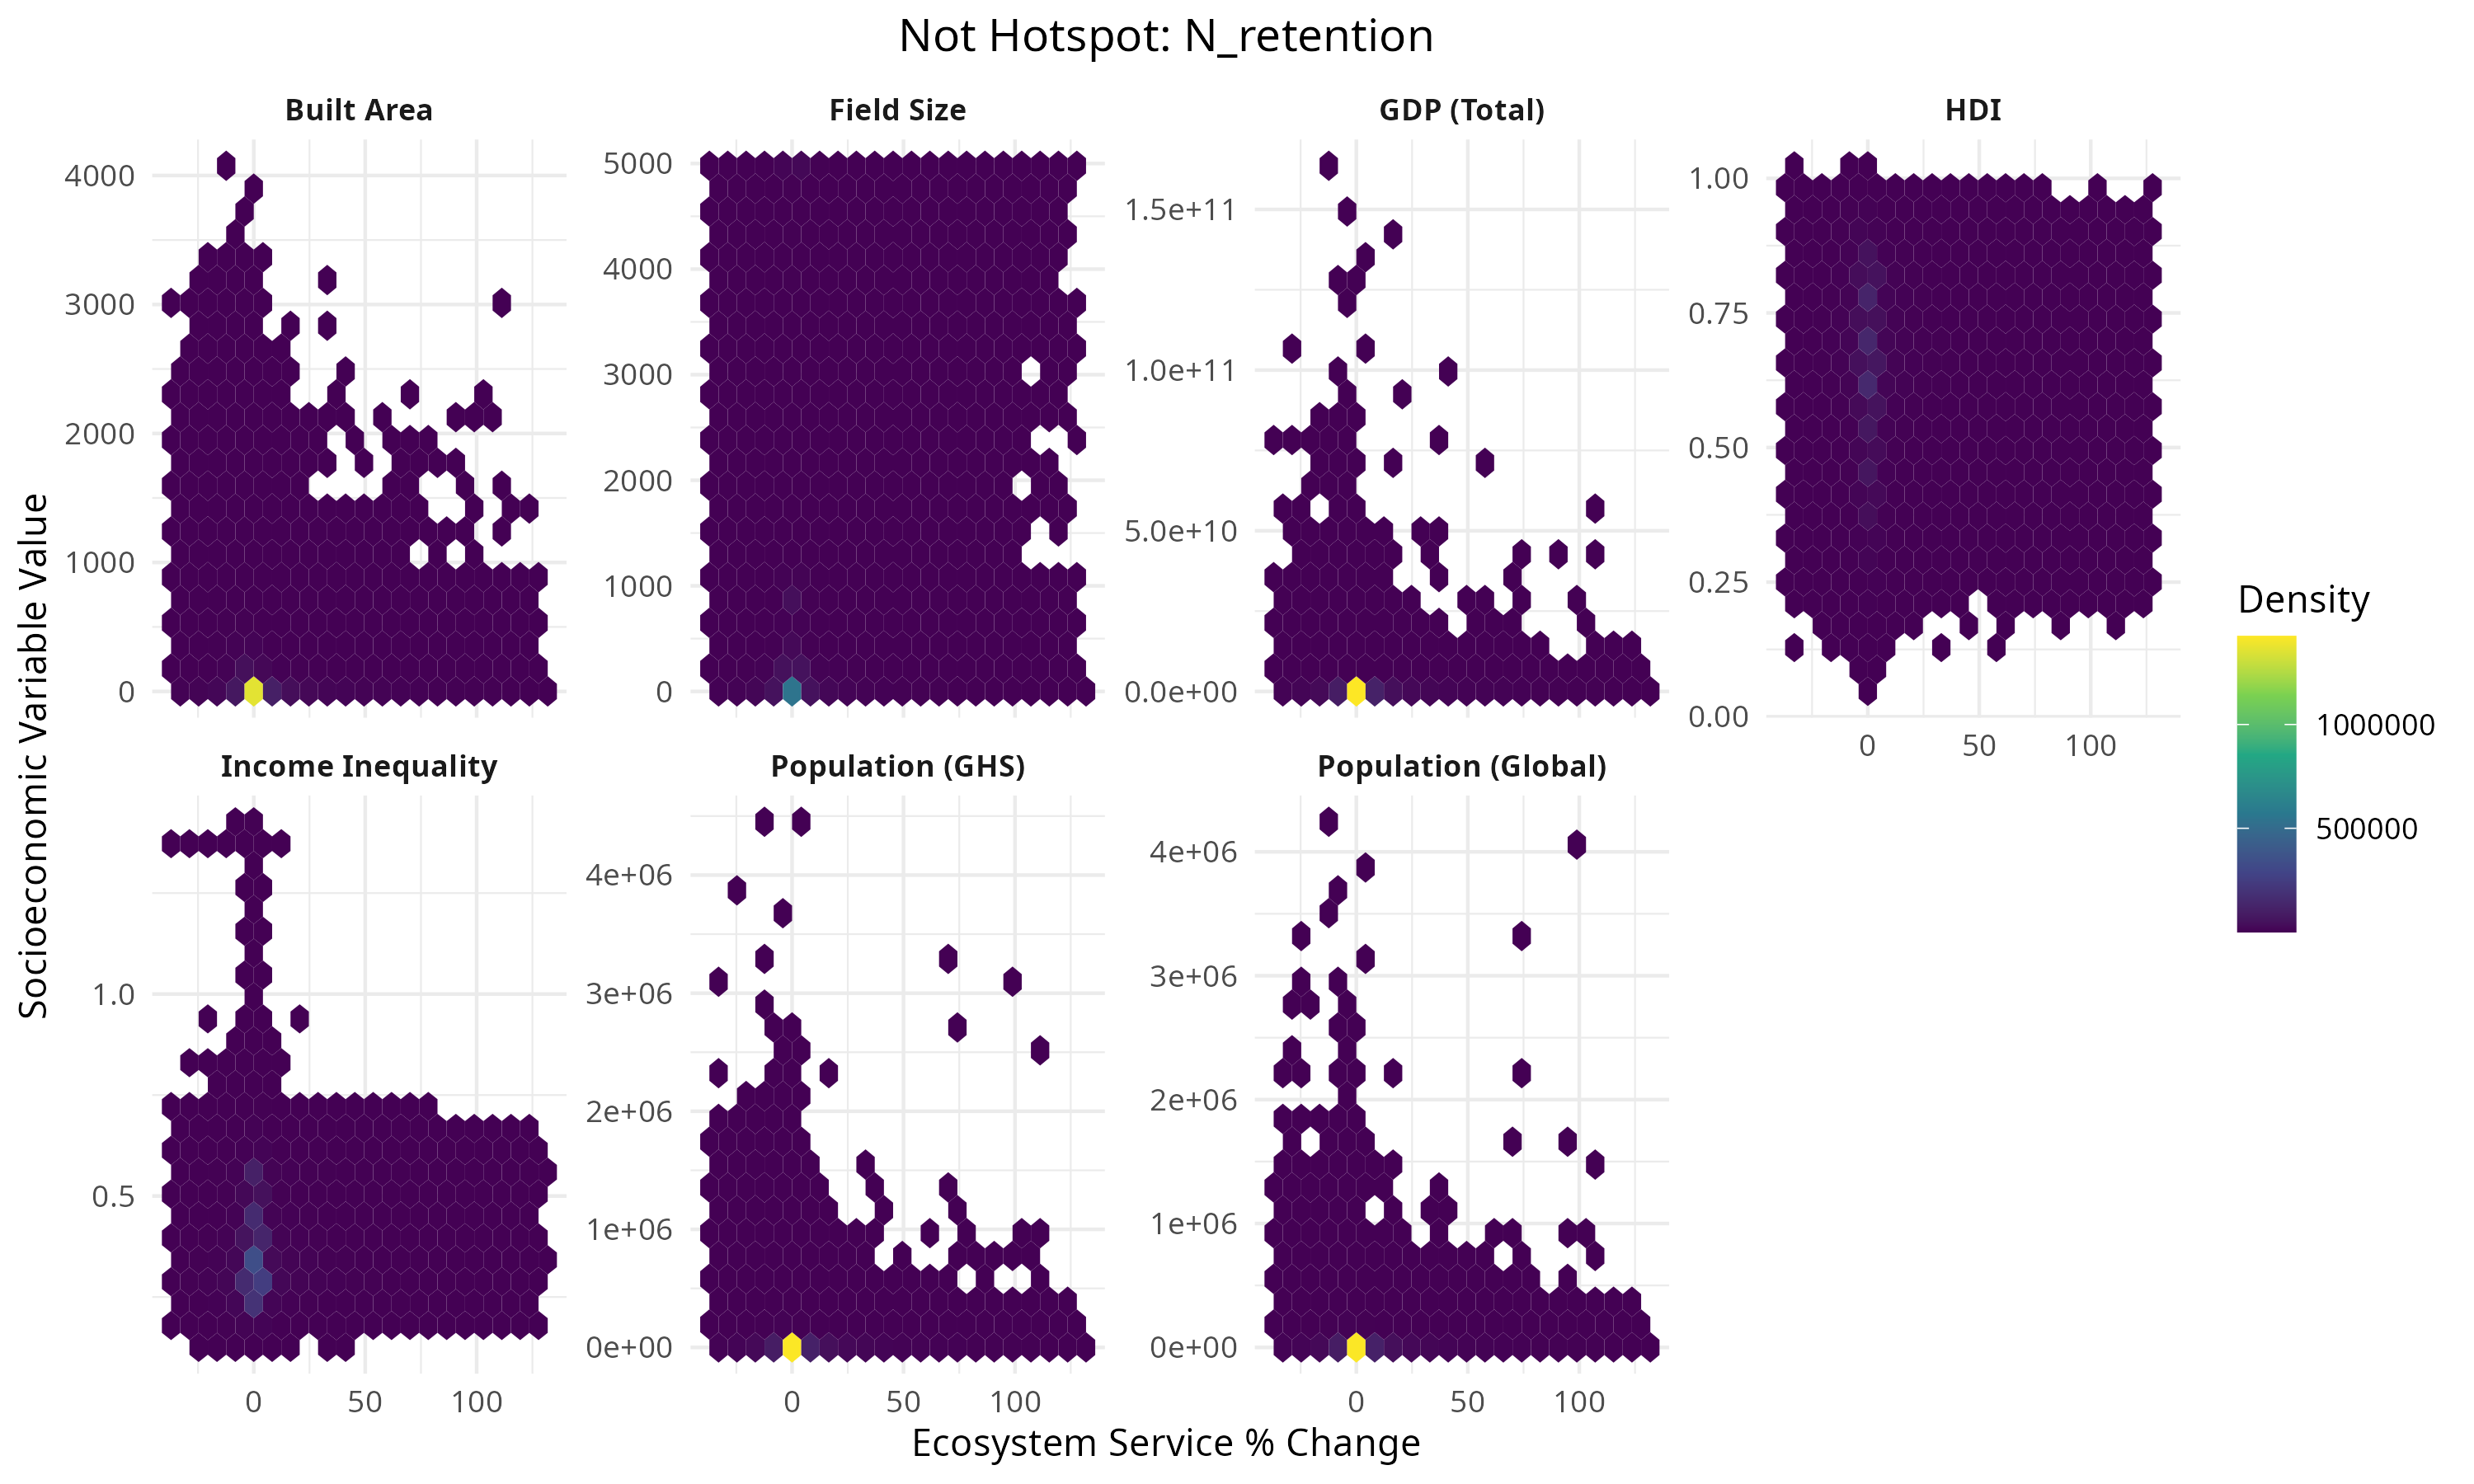 Not Hotspot: N_retention
Built Area
Field Size
GDP (Total)
HDI
4000
3000
2000
1000
0
5000
4000
3000
2000
1000
0
1.5e+11
1.0e+11
5.0e+10
0.0e+00
1.00
0.75
0.50
0.25
0.00
0 50 100
Income Inequality
Population (GHS)
Population (Global)
1.0
0.5
4e+06
3e+06
2e+06
1e+06
0e+00
4e+06
3e+06
2e+06
1e+06
0e+00
0 50 100
0 50 100
0 50 100
Ecosystem Service % Change
Socioeconomic Variable Value
Density
1000000
500000